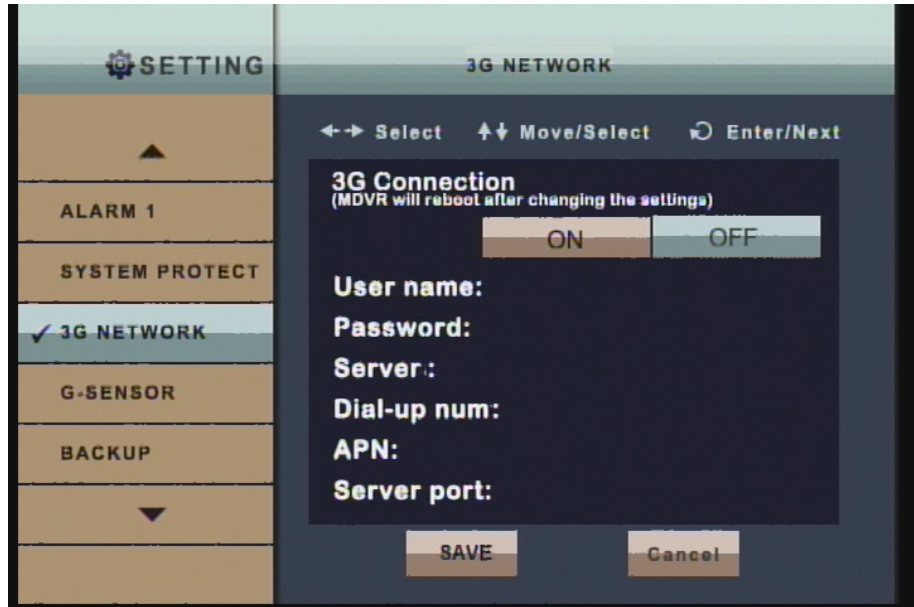 SETTING
3G NETWORK
Select Move/Select Enter/Next
ALARM 1
SYSTEM PROTECT
3G NETWORK
G-SENSOR
BACKUP
3G Connection
(MDVR will reboot after changing the settings)
ON OFF
User name:
Password:
Server :
Dial-up num:
APN:
Server port:
SAVE Cancel